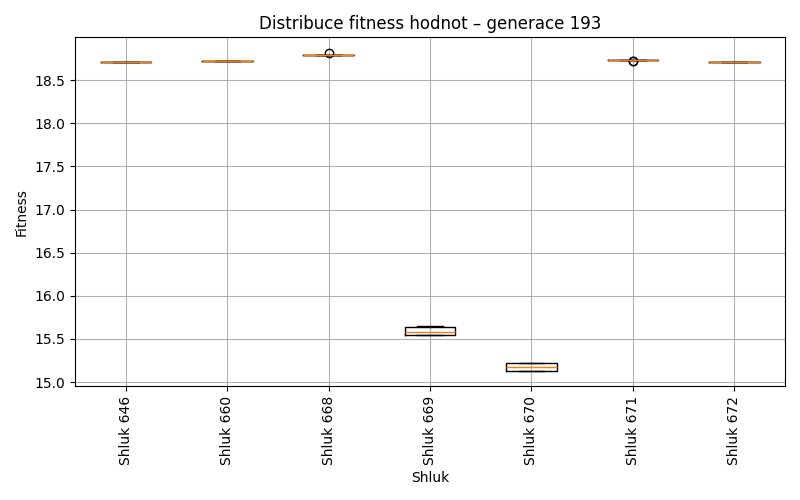 Distribuce fitness hodnot – generace 193
Fitness
18.5
18.0
17.5
17.0
16.5
16.0
15.5
15.0
Shluk 646
Shluk 660
Shluk 668
Shluk 669
Shluk 670
Shluk 671
Shluk 672
Shluk